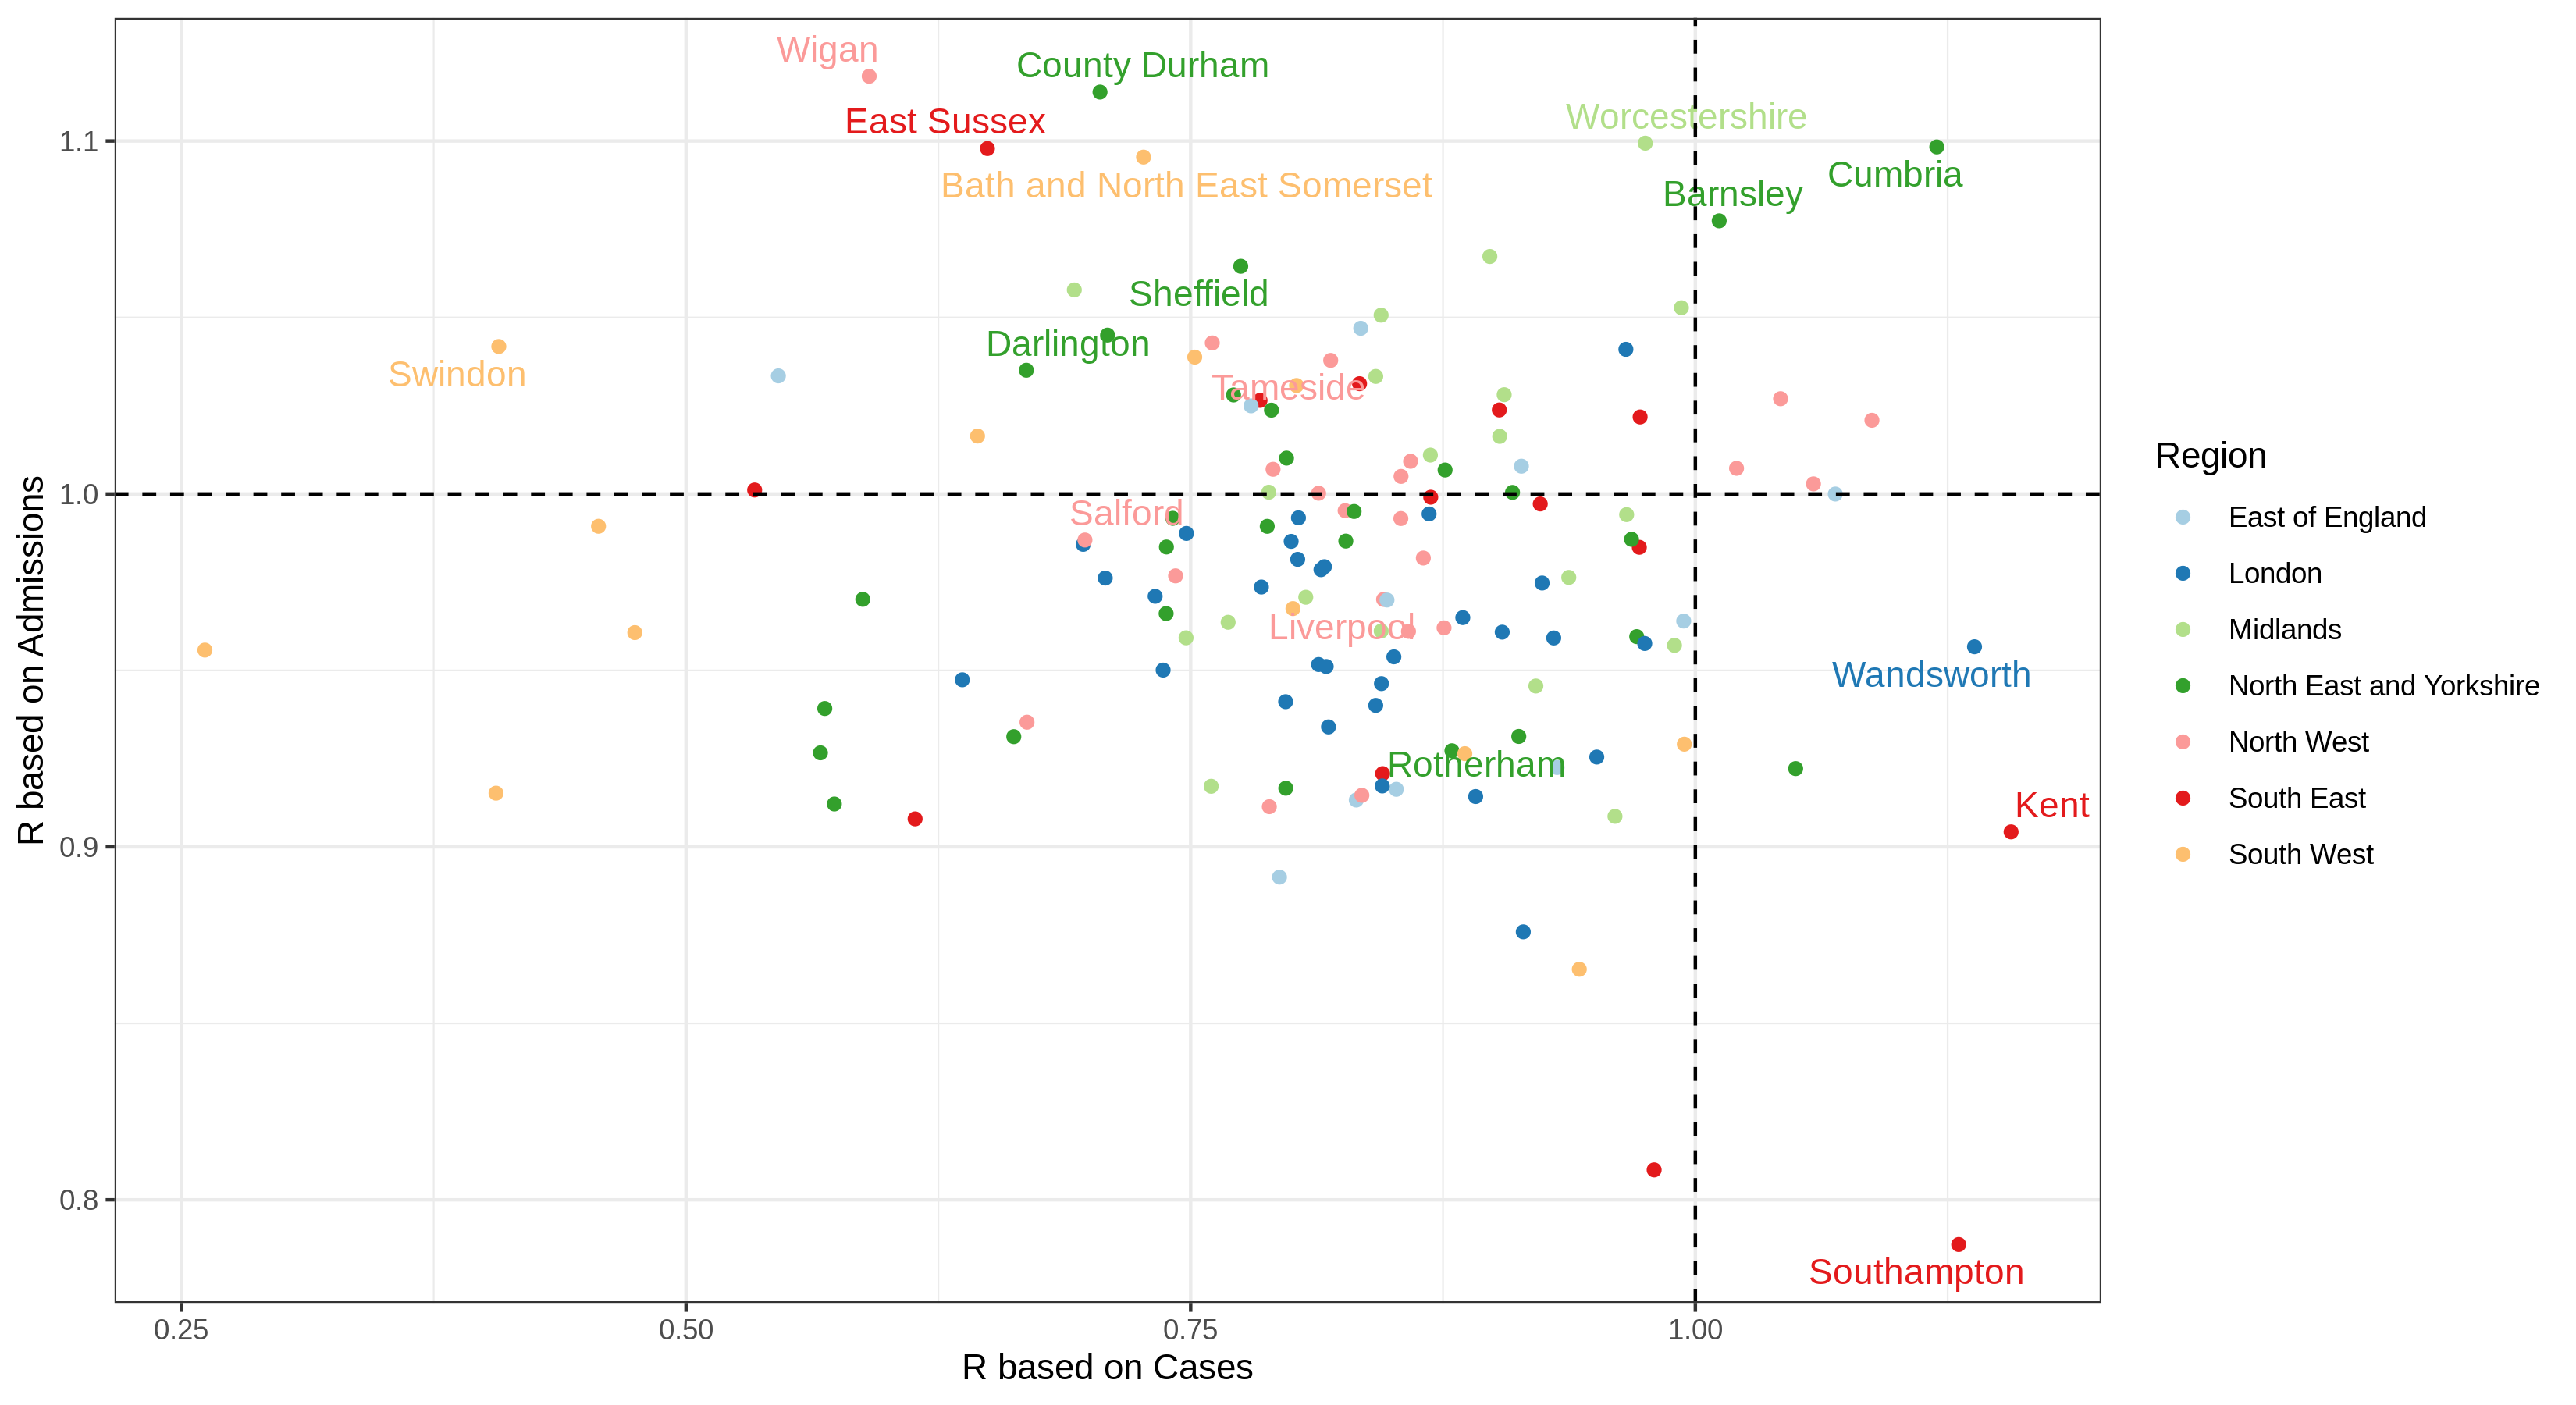 Wigan
County Durham
East Sussex
Worcestershire
Bath and North East Somerset
Cumbria
Barnsley
Sheffield
Darlington
Swindon
Tameside
Salford
Liverpool
Wandsworth
Rotherham
Kent
Southampton
1.1
1.0
0.9
0.8
R based on Admissions
0.25
0.50
0.75
1.00
R based on Cases
Region
East of England
London
Midlands
North East and Yorkshire
North West
South East
South West